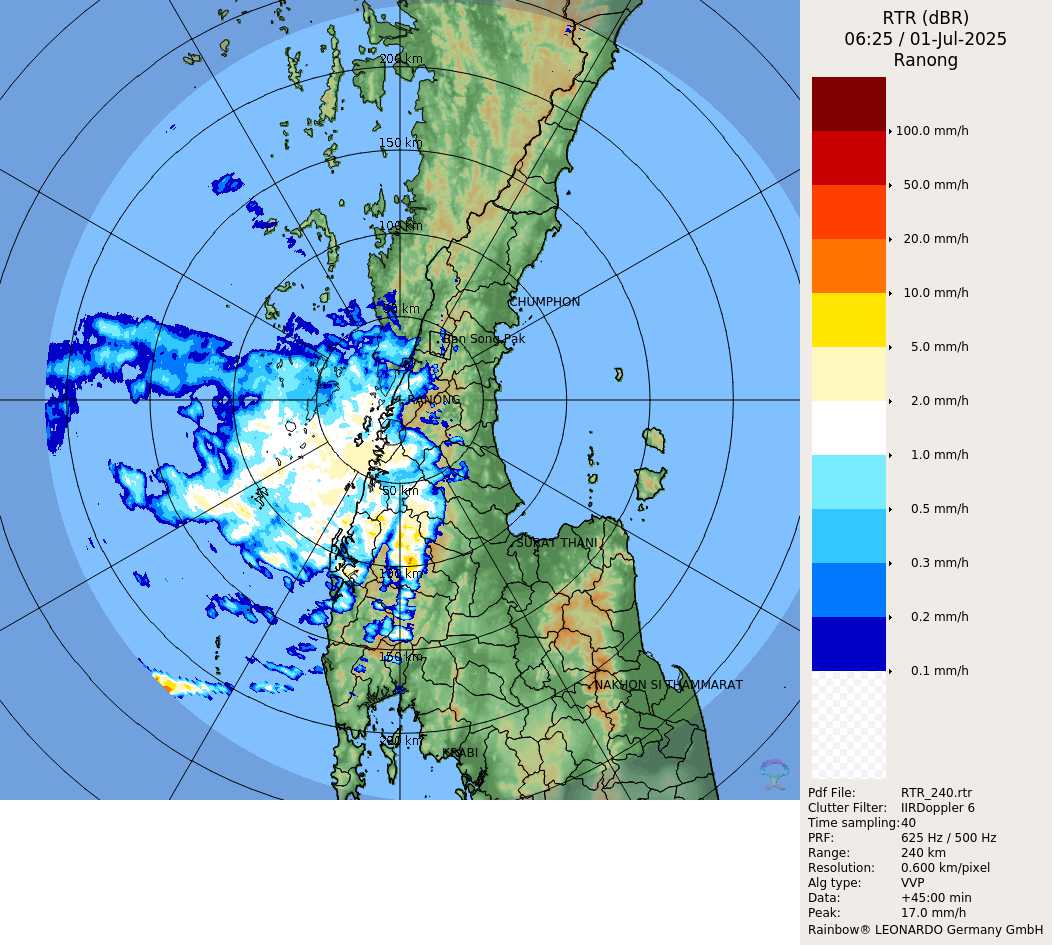 RTR (dBR)
06:25 / 01-Jul-2025
Ranong
100.0 mm/h
50.0 mm/h
20.0 mm/h
10.0 mm/h
5.0 mm/h
2.0 mm/h
1.0 mm/h
0.5 mm/h
0.3 mm/h
0.2 mm/h
0.1 mm/h
200 km
150 km
100 km
50 km
CHUMPHON
Ban Song Pak
RANONG
50 km
SURAT THANI
100 km
150 km
NAKHON SI THAMMARAT
200 km
KRABI
Pdf File: RTR_240.rtr
Clutter Filter: IIRDoppler 6
Time sampling: 40
PRF: 625 Hz / 500 Hz
Range: 240 km
Resolution: 0.600 km/pixel
Alg type: VVP
Data: +45:00 min
Peak: 17.0 mm/h
Rainbow® LEONARDO Germany GmbH